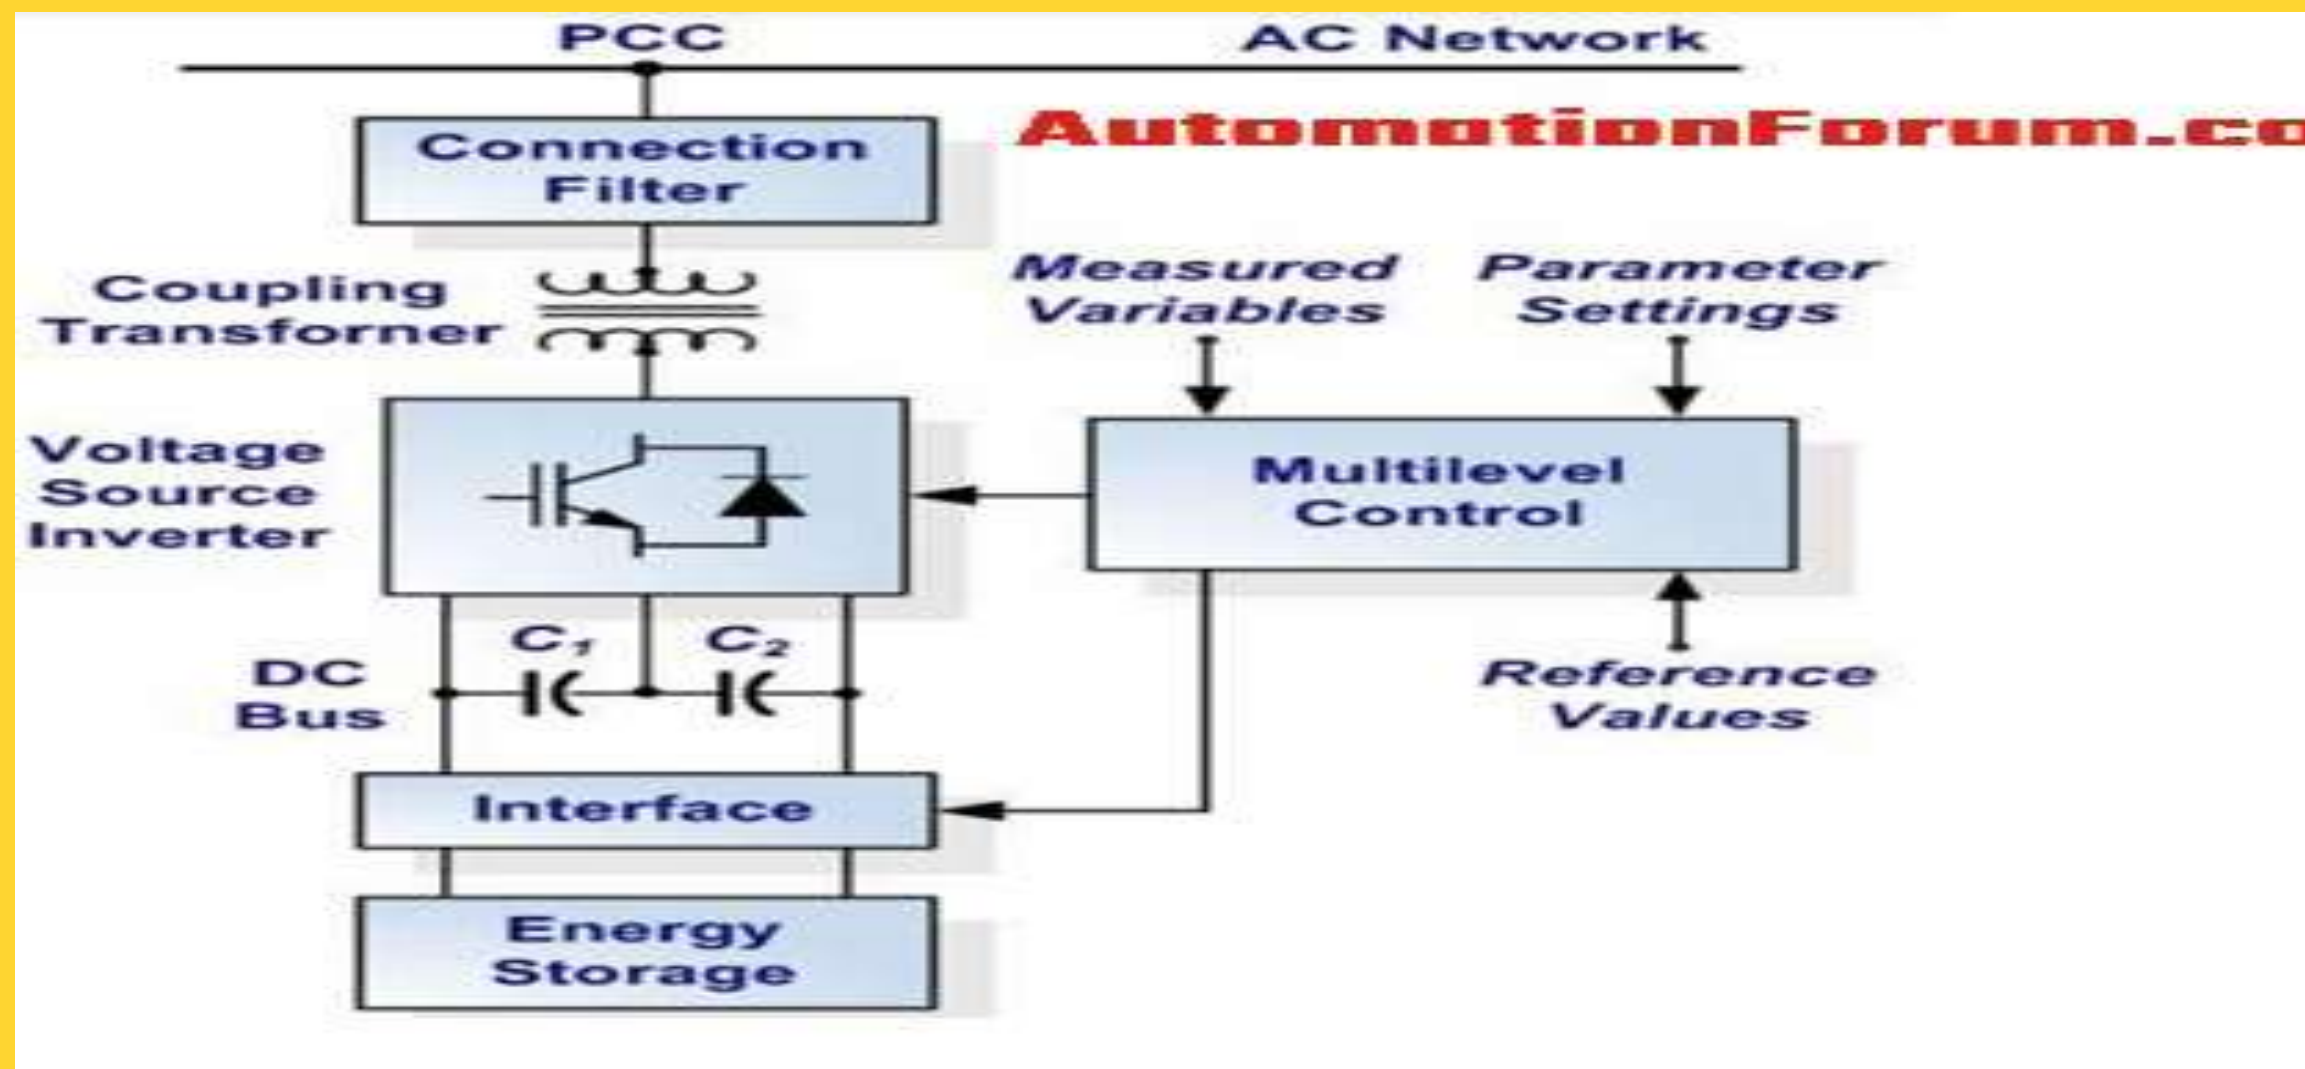 PCC
AC Network
AutomationForum.co
Connection
Filter
Coupling
Transforner
Measured
Variables
Parameter
Settings
Voltage
Source
Inverter
Multilevel
Control
C₁
C₂
DC
Bus
Reference
Values
Interface
Energy
Storage